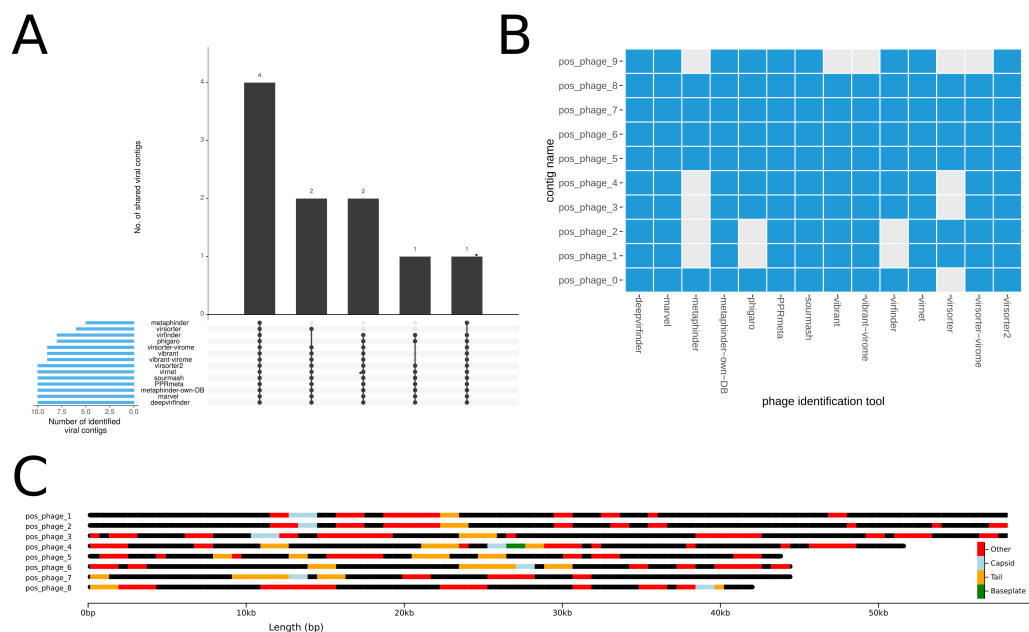 A
No. of shared viral contigs
4
3
2
1
0
4
2
2
1
1
metaphinder
virsorter
virfinder
phigaro
virsorter-virome
vibrant
vibrant-virome
virsorter2
virnet
sourmash
PPRmeta
metaphinder-own-DB
marvel
deepvirfinder
10.0
7.5
5.0
2.5
0.0
Number of identified
viral contigs
B
contig name
pos_phage_9
pos_phage_8
pos_phage_7
pos_phage_6
pos_phage_5
pos_phage_4
pos_phage_3
pos_phage_2
pos_phage_1
pos_phage_0
deepvirfinder
marvel
metaphinder
metaphinder-own-DB
phigaro
PPRmeta
sourmash
vibrant
vibrant-virome
virfinder
virnet
virsorter
virsorter-virome
virsorter2
phage identification tool
C
pos_phage_1
pos_phage_2
pos_phage_3
pos_phage_4
pos_phage_5
pos_phage_6
pos_phage_7
pos_phage_8
Other
Capsid
Tail
Baseplate
0bp
10kb
20kb
30kb
40kb
50kb
Length (bp)